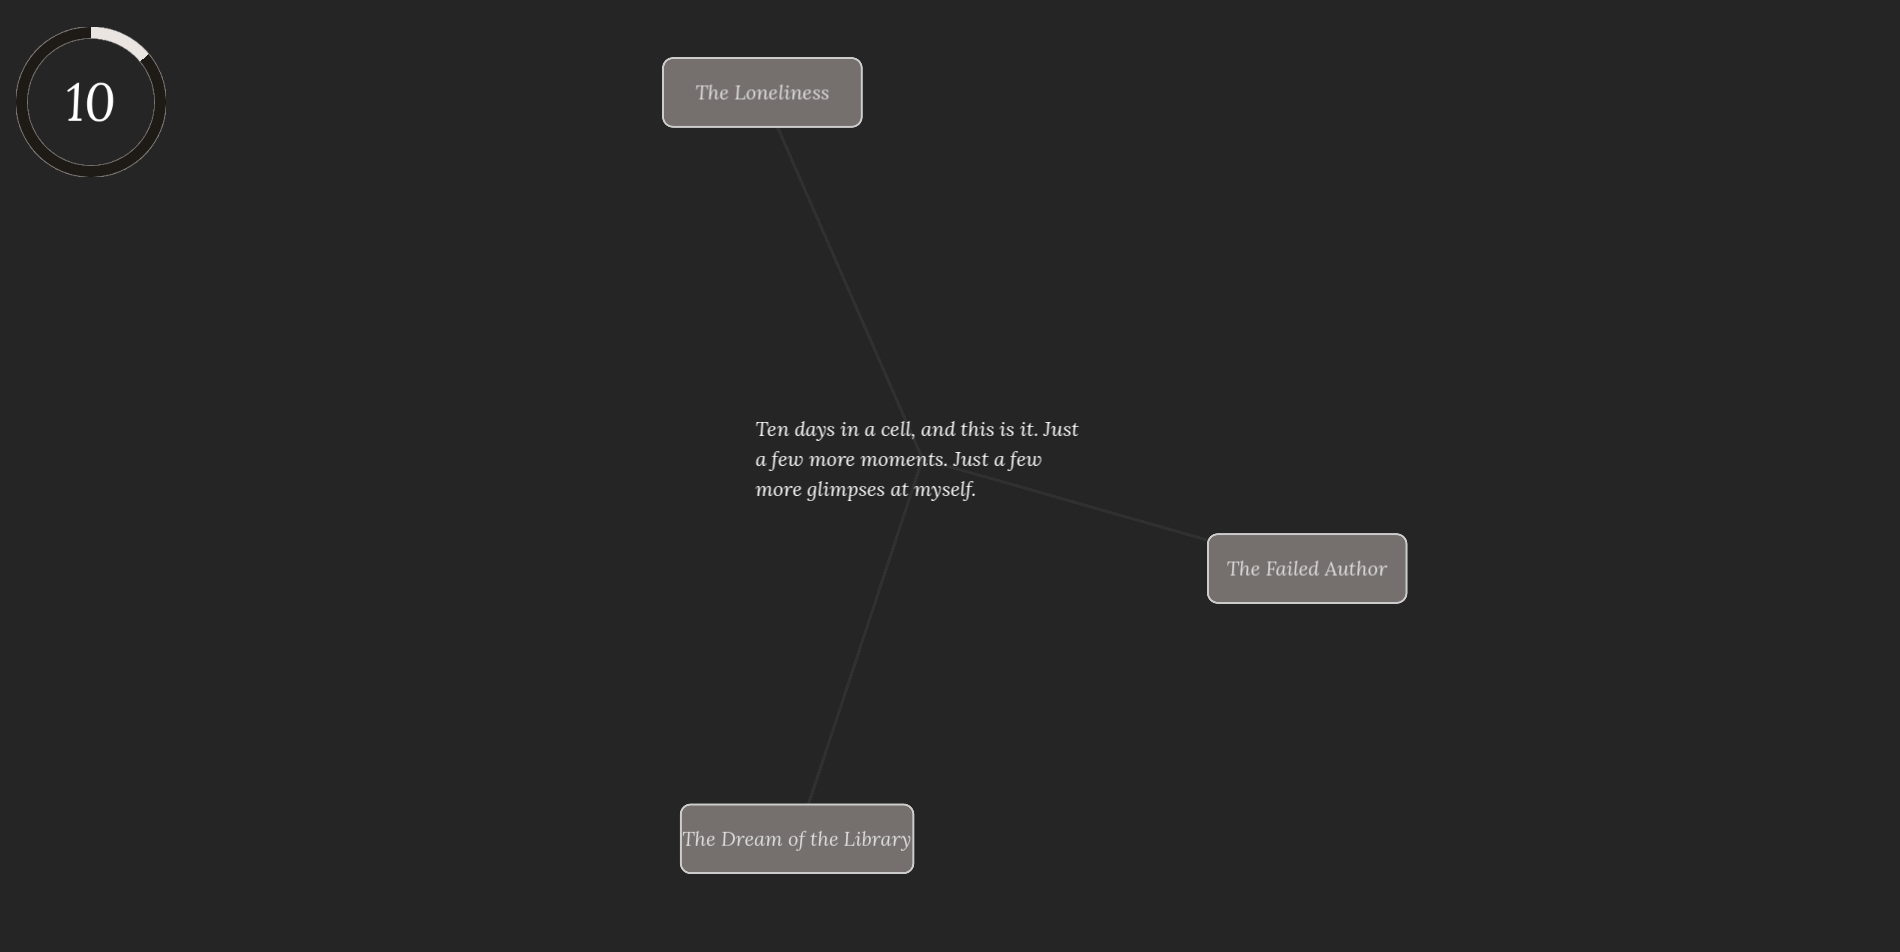 10
The Loneliness
Ten days in a cell, and this is it. Just
a few more moments. Just a few
more glimpses at myself.
The Failed Author
The Dream of the Library